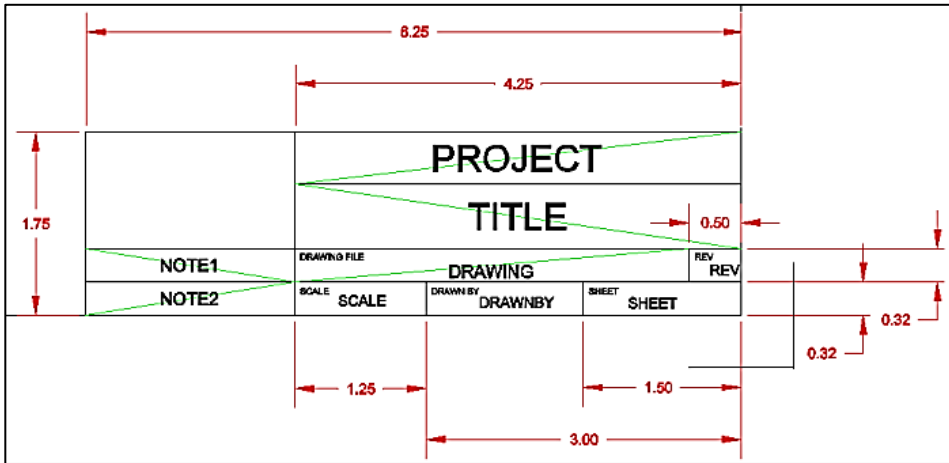 6.25
4.25
PROJECT
1.75
TITLE
0.50
NOTE1
DRAWING FILE
DRAWING
REV
REV
NOTE2
SCALE
SCALE
DRAWN BY
DRAWNBY
SHEET
SHEET
0.32
0.32
1.25
1.50
3.00